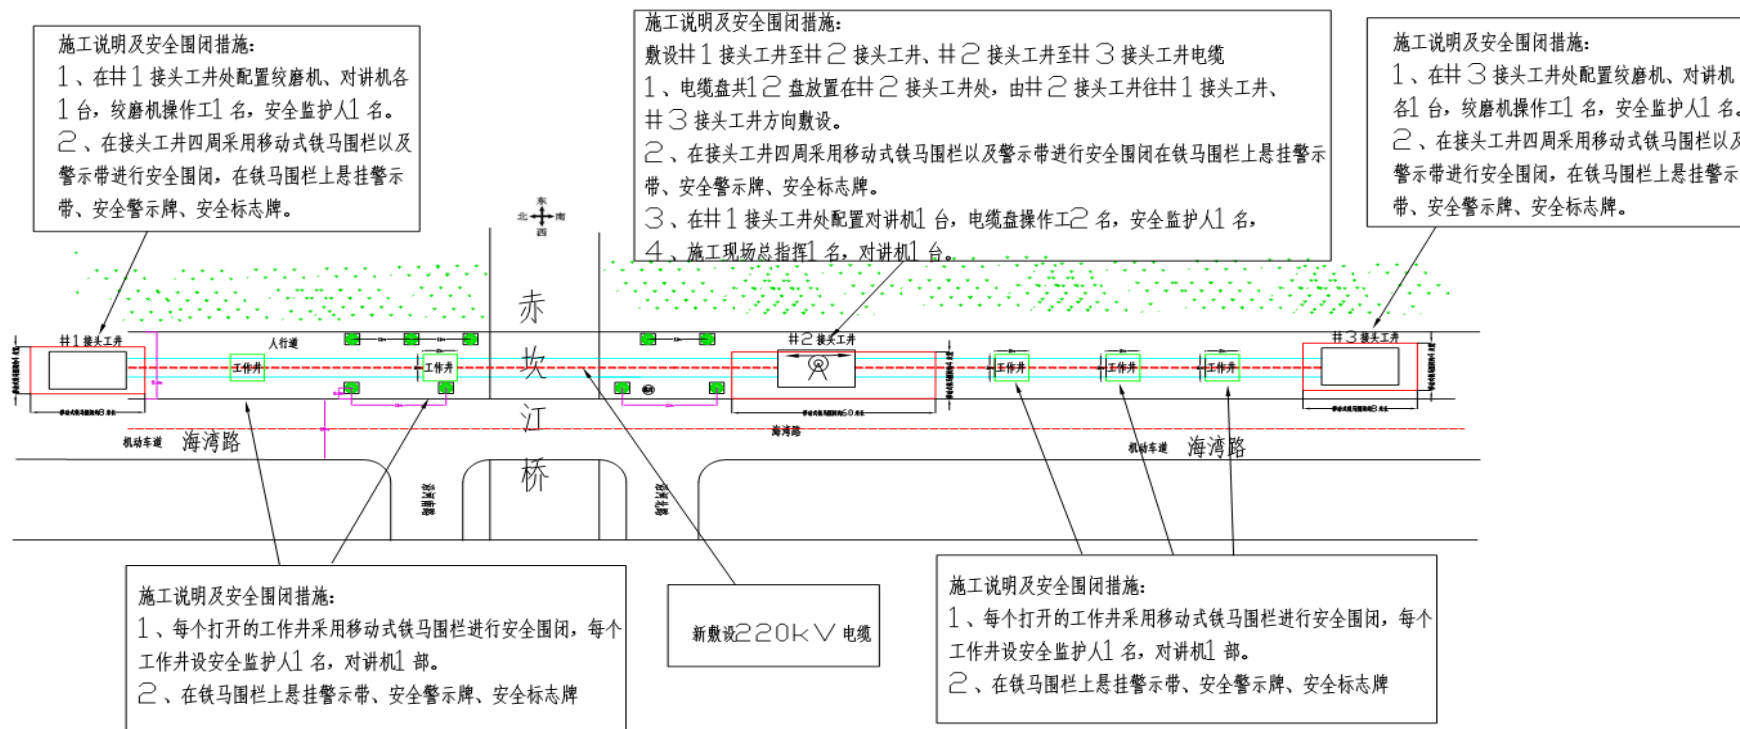 施工说明及安全围闭措施:
1、在#1接头工井处配置绞磨机、对讲机各
1台，绞磨机操作工1名，安全监护人1名。
2、在接头工井四周采用移动式铁马围栏以及
警示带进行安全围闭，在铁马围栏上悬挂警示
带、安全警示牌、安全标志牌。
施工说明及安全围闭措施:
敷设#1接头工井至#2接头工井、#2接头工井至#3接头工井电缆
1、电缆盘共12盘放置在#2接头工井处，由#2接头工井往#1接头工井、
#3接头工井方向敷设。
2、在接头工井四周采用移动式铁马围栏以及警示带进行安全围闭在铁马围栏上悬挂警示
带、安全警示牌、安全标志牌。
3、在#1接头工井处配置对讲机1台，电缆盘操作工2名，安全监护人1名，
4、施工现场总指挥1名，对讲机1台。
施工说明及安全围闭措施:
1、在#3接头工井处配置绞磨机、对讲机
各1台，绞磨机操作工1名，安全监护人1名。
2、在接头工井四周采用移动式铁马围栏以及
警示带进行安全围闭，在铁马围栏上悬挂警示
带、安全警示牌、安全标志牌。
东
北 南
西
赤坎江桥
#1接头工井
人行道
#2接头工井
#3接头工井
工作井
工作井
工作井
工作井
工作井
机动车道 海湾路
海湾路
机动车道 海湾路
施工说明及安全围闭措施:
1、每个打开的工作井采用移动式铁马围栏进行安全围闭，每个
工作井设安全监护人1名，对讲机1部。
2、在铁马围栏上悬挂警示带、安全警示牌、安全标志牌
新敷设220kV电缆
施工说明及安全围闭措施:
1、每个打开的工作井采用移动式铁马围栏进行安全围闭，每个
工作井设安全监护人1名，对讲机1部。
2、在铁马围栏上悬挂警示带、安全警示牌、安全标志牌